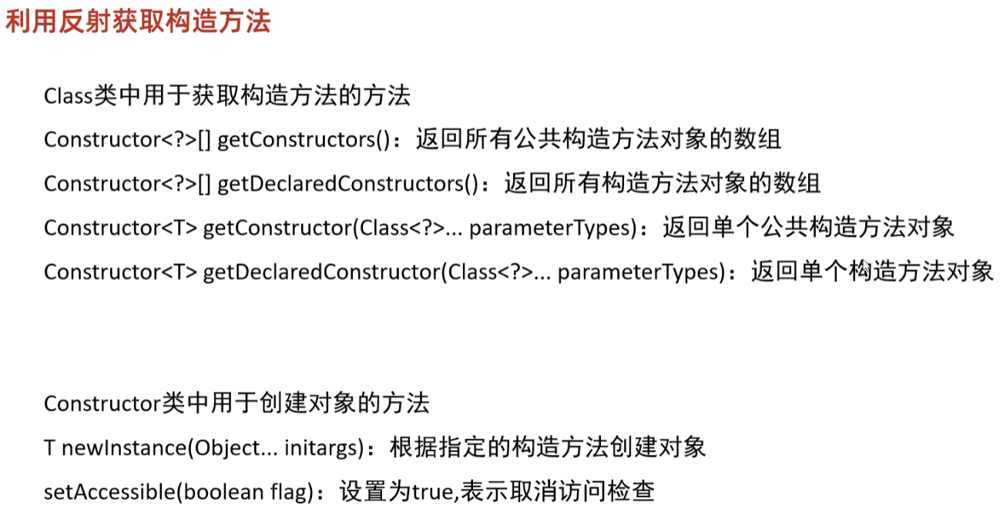 利用反射获取构造方法
Class类中用于获取构造方法的方法
Constructor<?>[] getConstructors()：返回所有公共构造方法对象的数组
Constructor<?>[] getDeclaredConstructors()：返回所有构造方法对象的数组
Constructor<T> getConstructor(Class<?>... parameterTypes)：返回单个公共构造方法对象
Constructor<T> getDeclaredConstructor(Class<?>... parameterTypes)：返回单个构造方法对象
Constructor类中用于创建对象的方法
T newInstance(Object... initargs)：根据指定的构造方法创建对象
setAccessible(boolean flag)：设置为true,表示取消访问检查